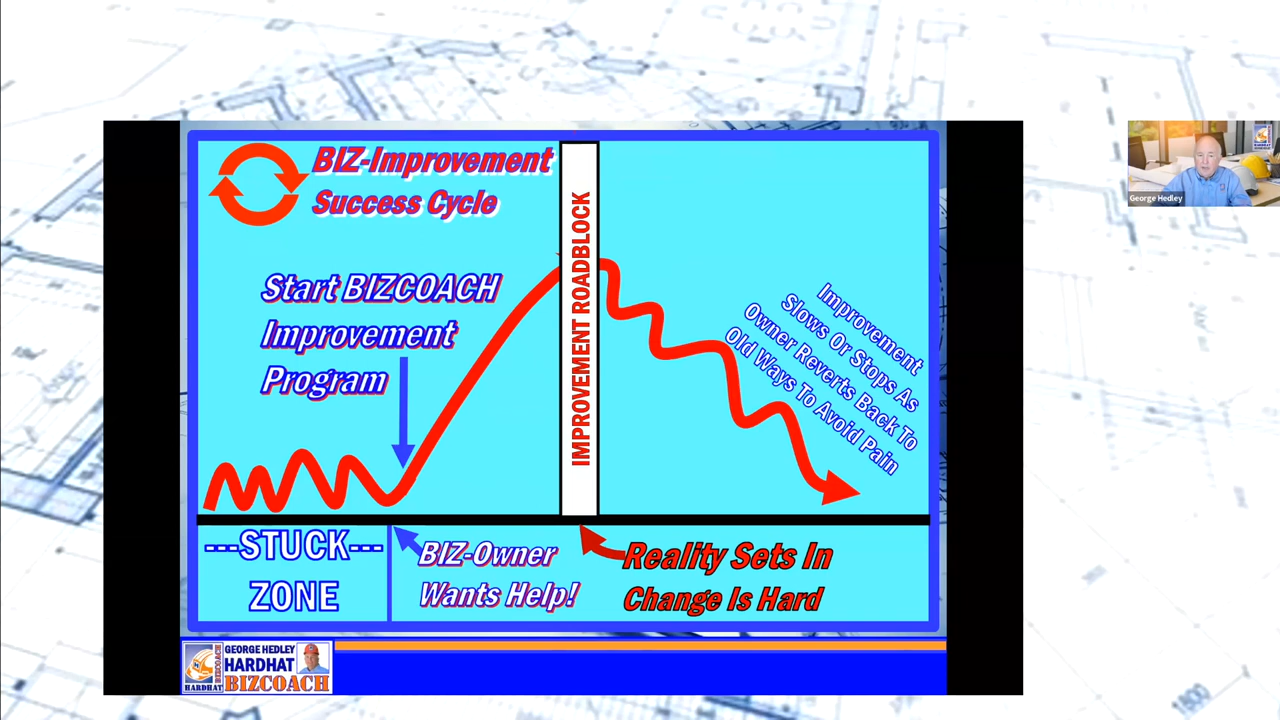 BIZ-Improvement
Success Cycle
Start BIZCOACH
Improvement
Program
IMPROVEMENT ROADBLOCK
Improvement
Slows Or Stops As
Owner Reverts Back To
Old Ways To Avoid Pain
---STUCK---
ZONE
BIZ-Owner
Wants Help!
Reality Sets In
Change Is Hard
GEORGE HEDLEY
HARDHAT
BIZCOACH
HARDHAT
BIZCOACH
George Hedley